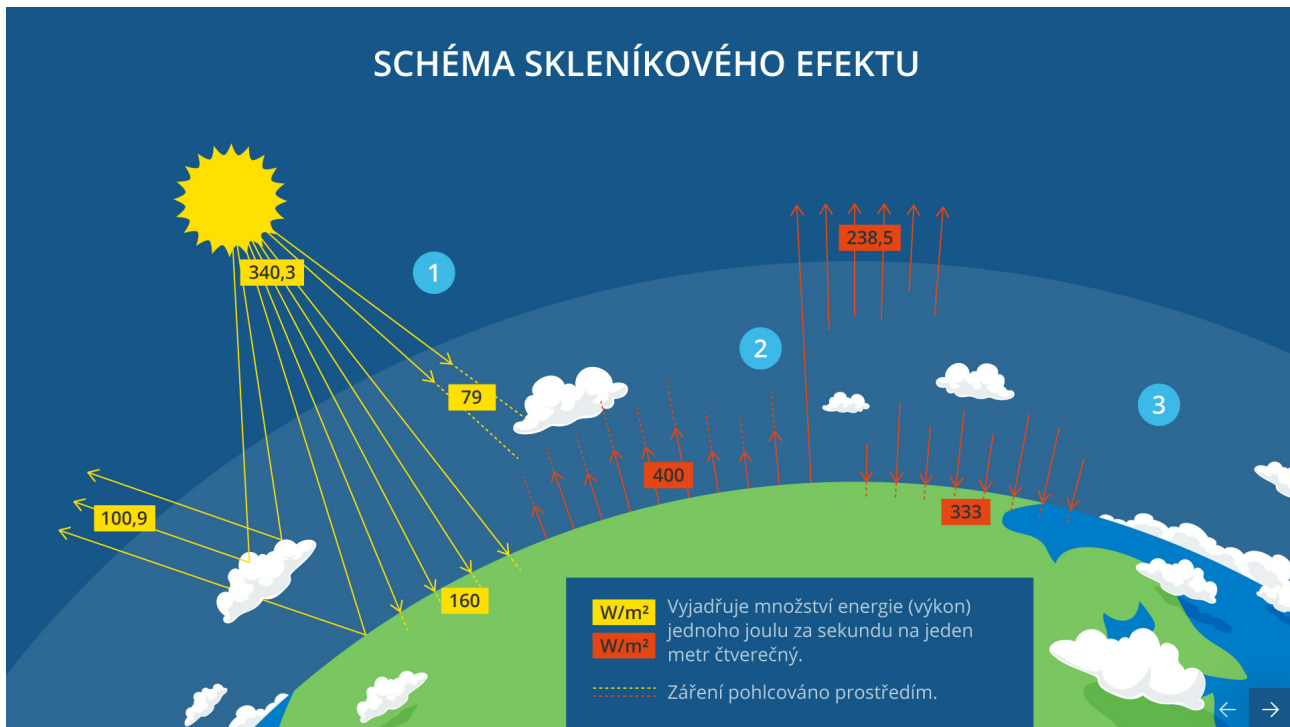 SCHÉMA SKLENÍKOVÉHO EFEKTU
340,3
1
238,5
2
79
3
400
100,9
333
160
W/m²
W/m²
Vyjadřuje množství energie (výkon)
jednoho joulu za sekundu na jeden
metr čtverečný.
Záření pohlcováno prostředím.